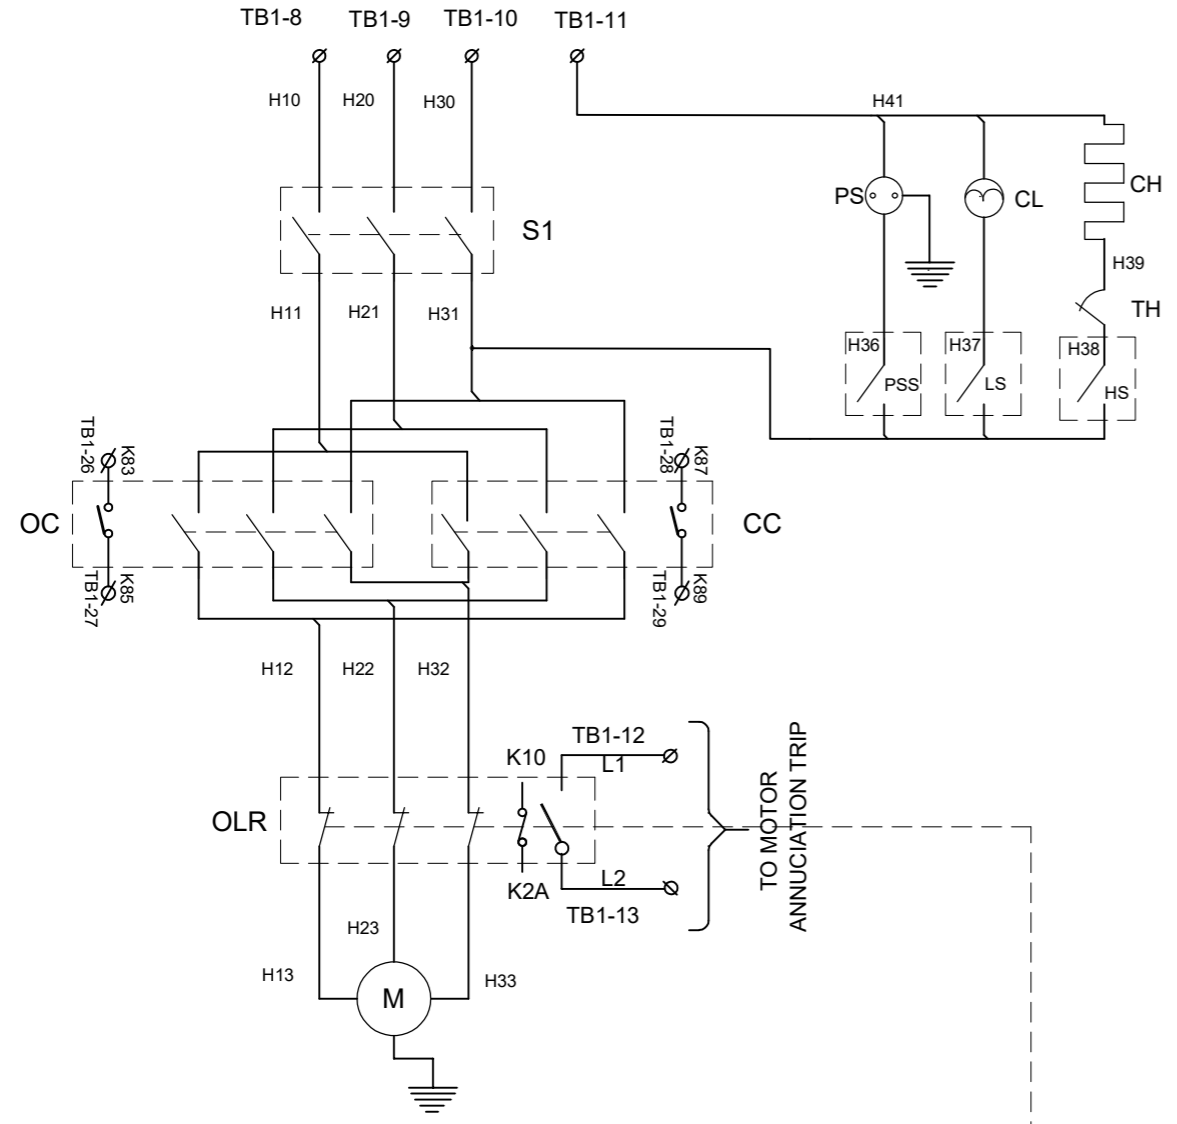 TB1-8 TB1-9 TB1-10 TB1-11
H10 H20 H30 H41
PS CL CH
S1
H39
H11 H21 H31 TH
H36 H37 H38
PSS LS HS
TB1-26 K83 TB1-28 K87
OC CC
TB1-27 K85 TB1-29 K89
H12 H22 H32
TB1-12
K10 L1
OLR
TO MOTOR
ANNUCIATION TRIP
K2A L2
TB1-13
H23
H13 H33
M